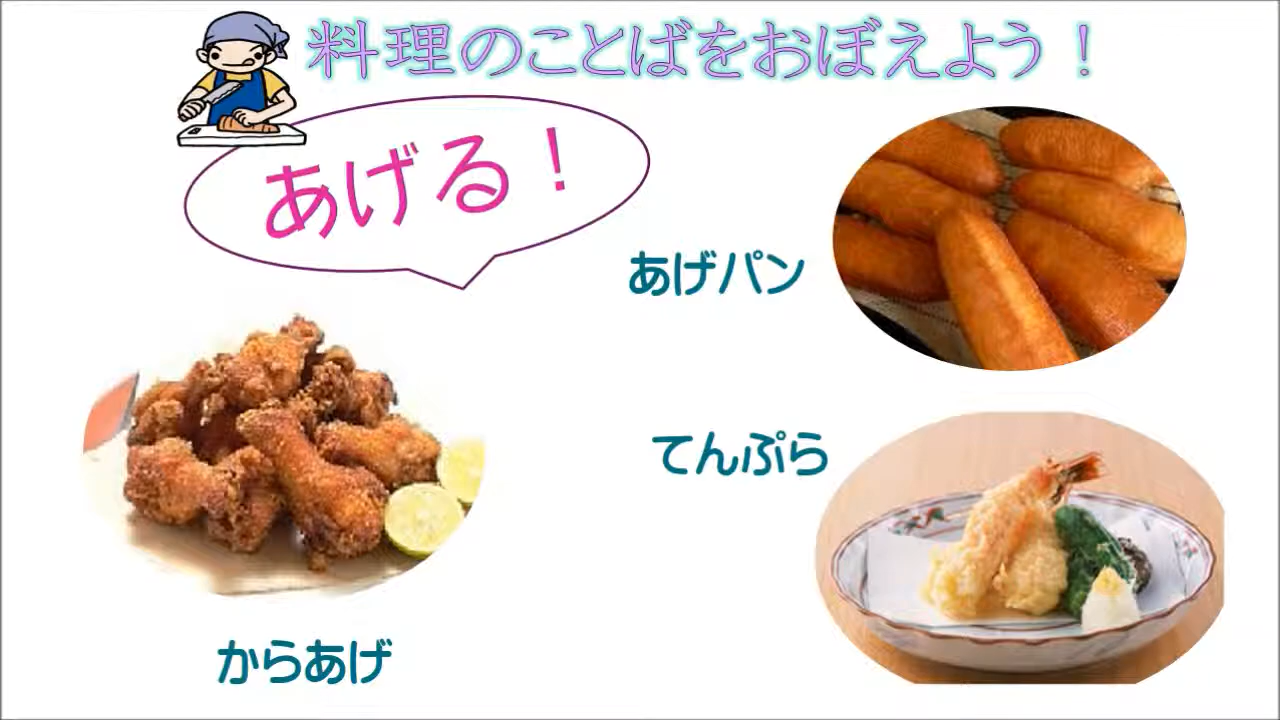 料理のことばをおぼえよう！
あげる！
あげパン
てんぷら
からあげ